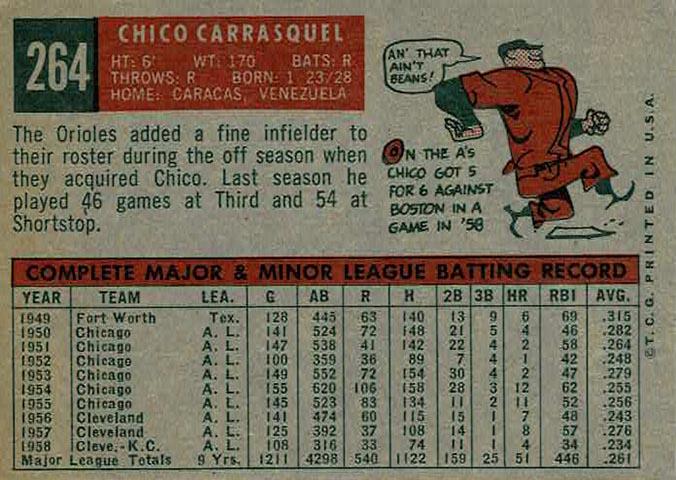 264
CHICO CARRASQUEL
HT: 6' WT: 170 BATS: R
THROWS: R BORN: 1 23/28
HOME: CARACAS, VENEZUELA
The Orioles added a fine infielder to
their roster during the off season when
they acquired Chico. Last season he
played 46 games at Third and 54 at
Shortstop.
AN' THAT
AIN'T
BEANS!
ON THE A'S
CHICO GOT 5
FOR 6 AGAINST
BOSTON IN A
GAME IN '58
COMPLETE MAJOR & MINOR LEAGUE BATTING RECORD
YEAR TEAM LEA. G AB R H 2B 3B HR RBI AVG.
1949 Fort Worth Tex. 128 445 63 140 13 9 6 69 .315
1950 Chicago A. L. 141 524 72 148 21 5 4 46 .282
1951 Chicago A. L. 147 538 41 142 22 4 2 58 .264
1952 Chicago A. L. 100 359 36 89 7 4 1 42 .248
1953 Chicago A. L. 149 552 72 154 30 4 2 47 .279
1954 Chicago A. L. 155 620 106 158 28 3 12 62 .255
1955 Chicago A. L. 145 523 83 134 11 2 11 52 .256
1956 Cleveland A. L. 141 474 60 115 15 1 7 48 .243
1957 Cleveland A. L. 125 392 37 108 14 1 8 57 .276
1958 Cleve.-K.C. A. L. 108 316 33 74 11 1 4 34 .234
Major League Totals 9 Yrs. 1211 4298 540 1122 159 25 51 446 .261
© T. C. G. PRINTED IN U.S.A.